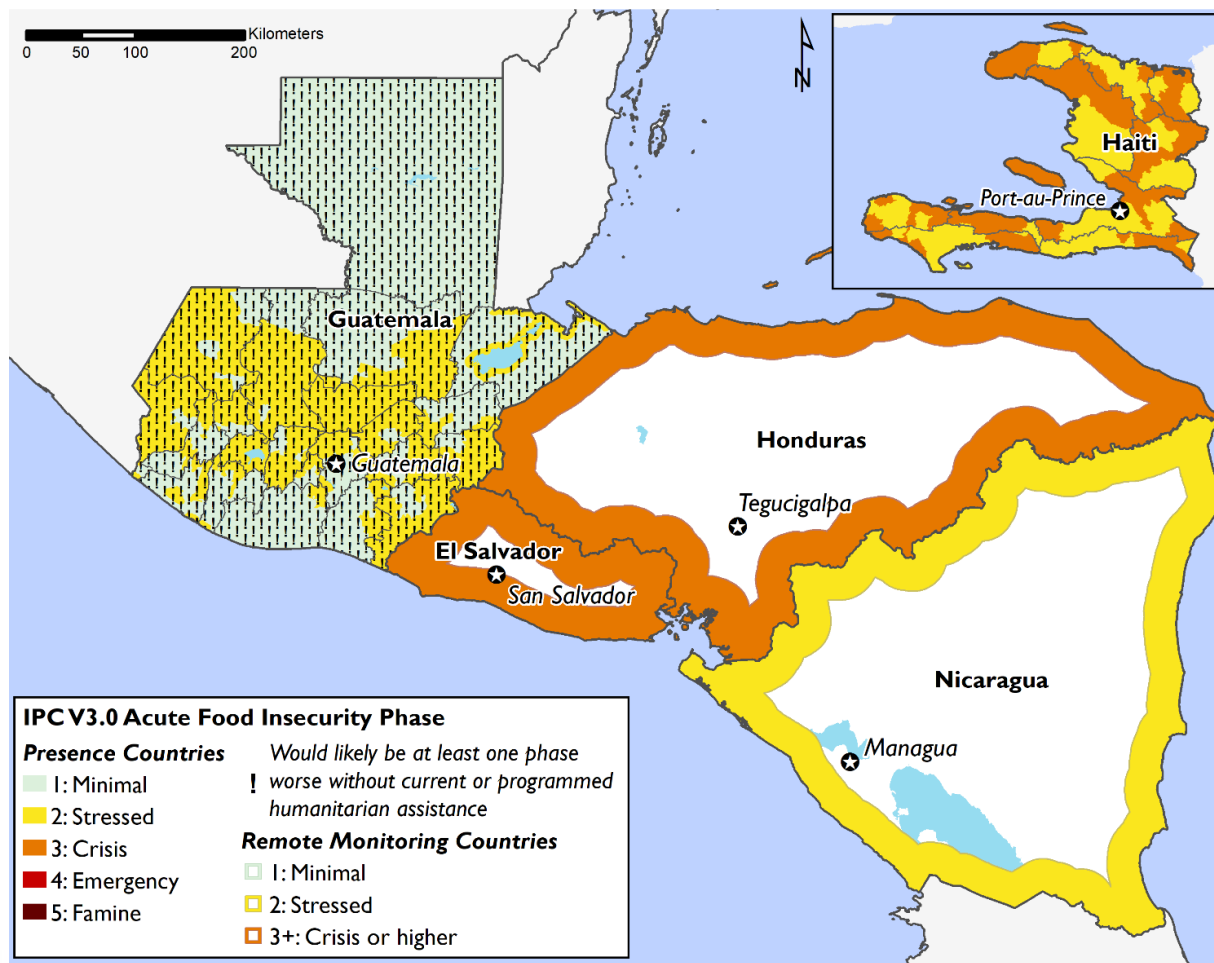 Kilometers
0 50 100 200
N
Haiti
Port-au-Prince
Guatemala
Guatemala
Honduras
Tegucigalpa
El Salvador
San Salvador
Nicaragua
Managua
IPC V3.0 Acute Food Insecurity Phase
Presence Countries
1: Minimal
2: Stressed
3: Crisis
4: Emergency
5: Famine
! Would likely be at least one phase
worse without current or programmed
humanitarian assistance
Remote Monitoring Countries
1: Minimal
2: Stressed
3+: Crisis or higher